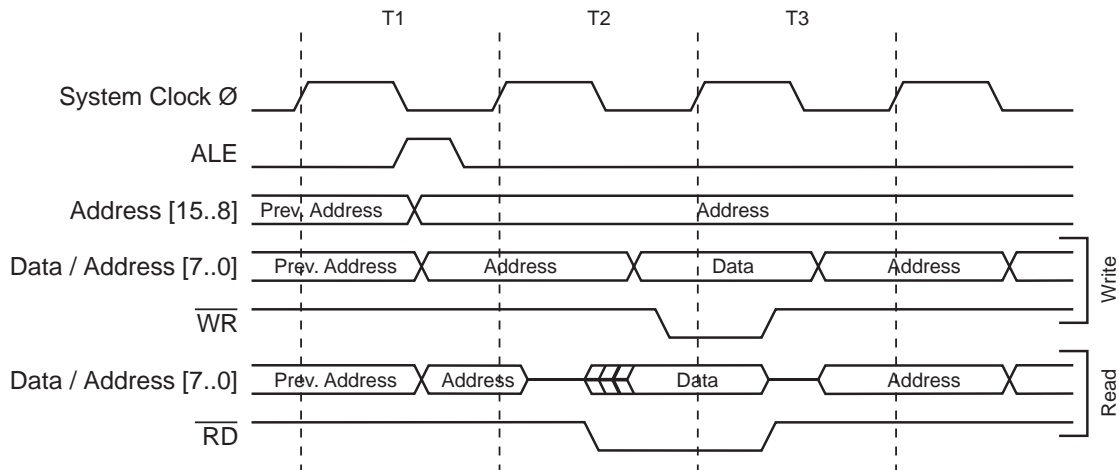 T1 T2 T3
System Clock Ø
ALE
Address [15..8] Prev. Address Address
Data / Address [7..0] Prev. Address Address Data Address
WR
Write
Data / Address [7..0] Prev. Address Address Data Address
RD
Read